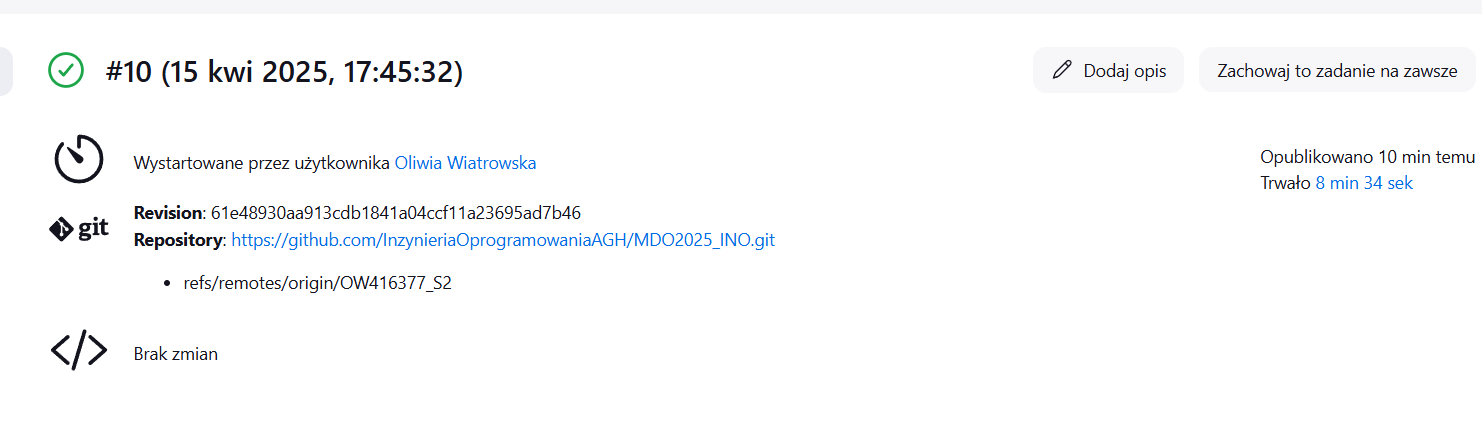 #10 (15 kwi 2025, 17:45:32)
Dodaj opis
Zachowaj to zadanie na zawsze
Wystartowane przez użytkownika Oliwia Wiatrowska
Opublikowano 10 min temu
Trwało 8 min 34 sek
git
Revision: 61e48930aa913cdb1841a04ccf11a23695ad7b46
Repository: https://github.com/InzynieriaOprogramowaniaAGH/MDO2025_INO.git
• refs/remotes/origin/OW416377_S2
Brak zmian